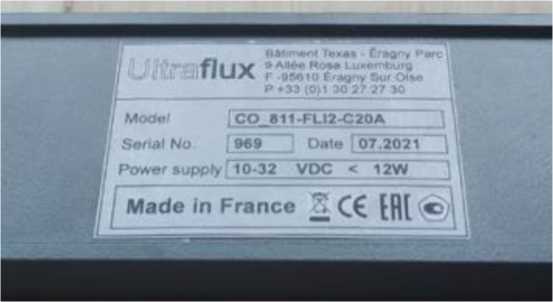 Ultraflux
Bâtiment Texas - Éragny Parc
9 Allée Rosa Luxemburg
F -95610 Éragny Sur Oise
P +33 (0)1 30 27 27 30
Model CO_811-FLI2-C20A
Serial No. 969 Date 07.2021
Power supply 10-32 VDC < 12W
Made in France CE EAC